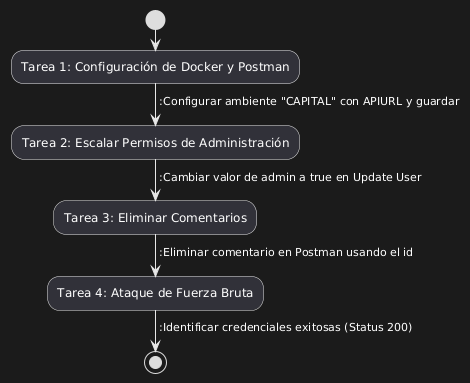 Tarea 1: Configuración de Docker y Postman
:Configurar ambiente "CAPITAL" con APIURL y guardar
Tarea 2: Escalar Permisos de Administración
:Cambiar valor de admin a true en Update User
Tarea 3: Eliminar Comentarios
:Eliminar comentario en Postman usando el id
Tarea 4: Ataque de Fuerza Bruta
:Identificar credenciales exitosas (Status 200)